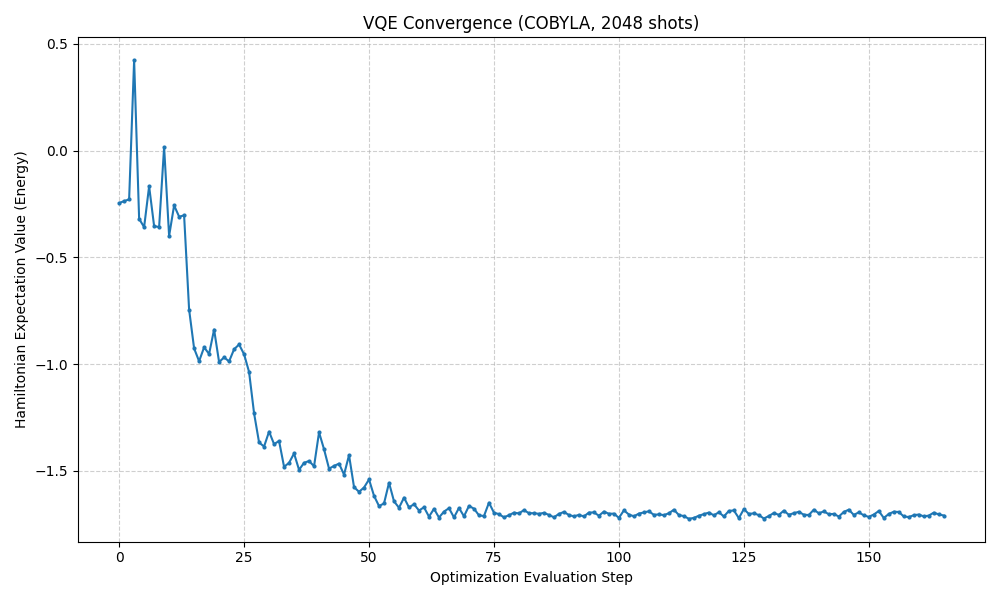 VQE Convergence (COBYLA, 2048 shots)
Hamiltonian Expectation Value (Energy)
0.5
0.0
−0.5
−1.0
−1.5
0 25 50 75 100 125 150
Optimization Evaluation Step